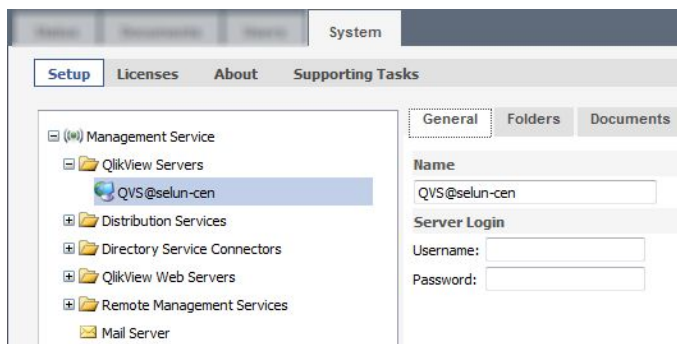 System
Setup Licenses About Supporting Tasks
General Folders Documents
Management Service
QlikView Servers
QVS@selun-cen
Distribution Services
Directory Service Connectors
QlikView Web Servers
Remote Management Services
Mail Server
Name
QVS@selun-cen
Server Login
Username:
Password: